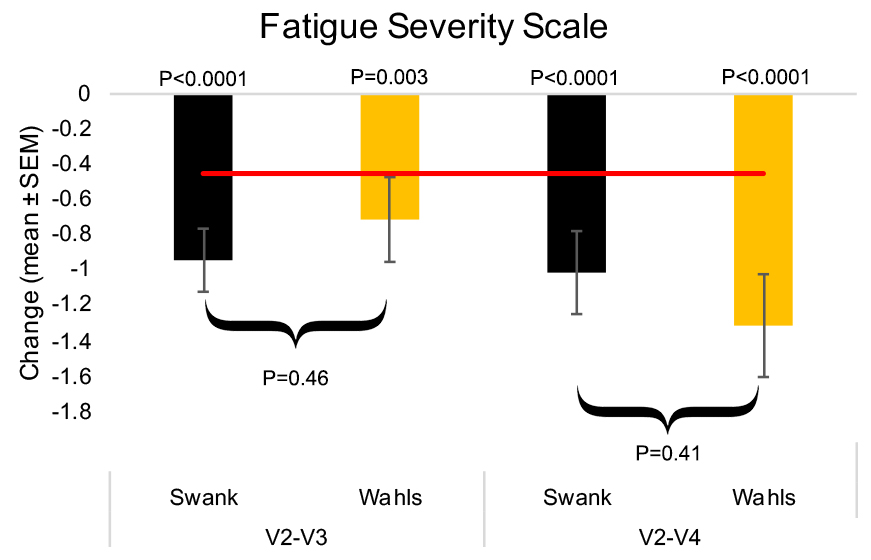 Fatigue Severity Scale
P<0.0001 P=0.003 P<0.0001 P<0.0001
0
-0.2
-0.4
-0.6
-0.8
-1
-1.2
-1.4
-1.6
-1.8
Change (mean ±SEM)
P=0.46
P=0.41
Swank Wahls Swank Wahls
V2-V3 V2-V4